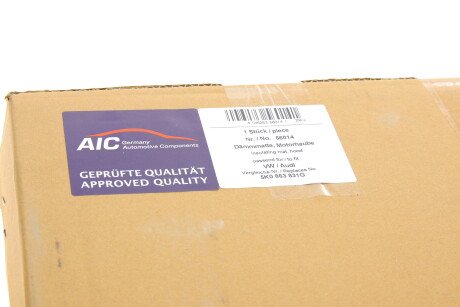 AIC Germany
Automotive Components
GEPRÜFTE QUALITÄT
APPROVED QUALITY
1 Stück / piece
Nr. / No. 56814
Dämmmatte, Motorhaube
insulating mat, hood
passend für / to fit
VW / Audi
Vergleichs-Nr. / Replaces No.
5K0 863 831G